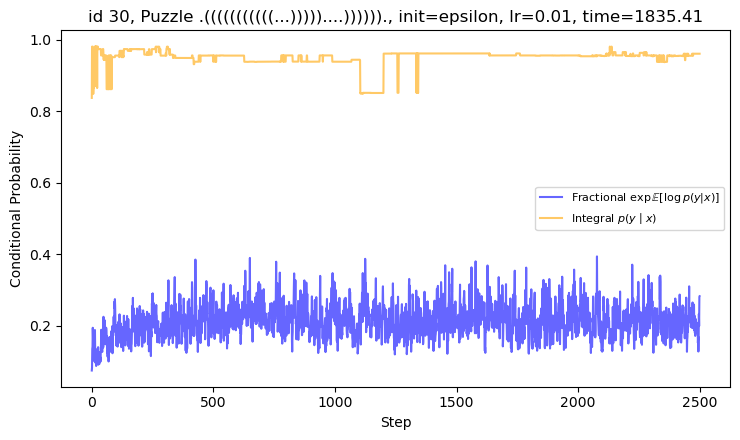 id 30, Puzzle .(((((((((((...)))))....))))))., init=epsilon, lr=0.01, time=1835.41
Conditional Probability
1.0
0.8
0.6
0.4
0.2
Fractional exp𝔼[log p(y|x)]
Integral p(y | x)
0
500
1000
1500
2000
2500
Step